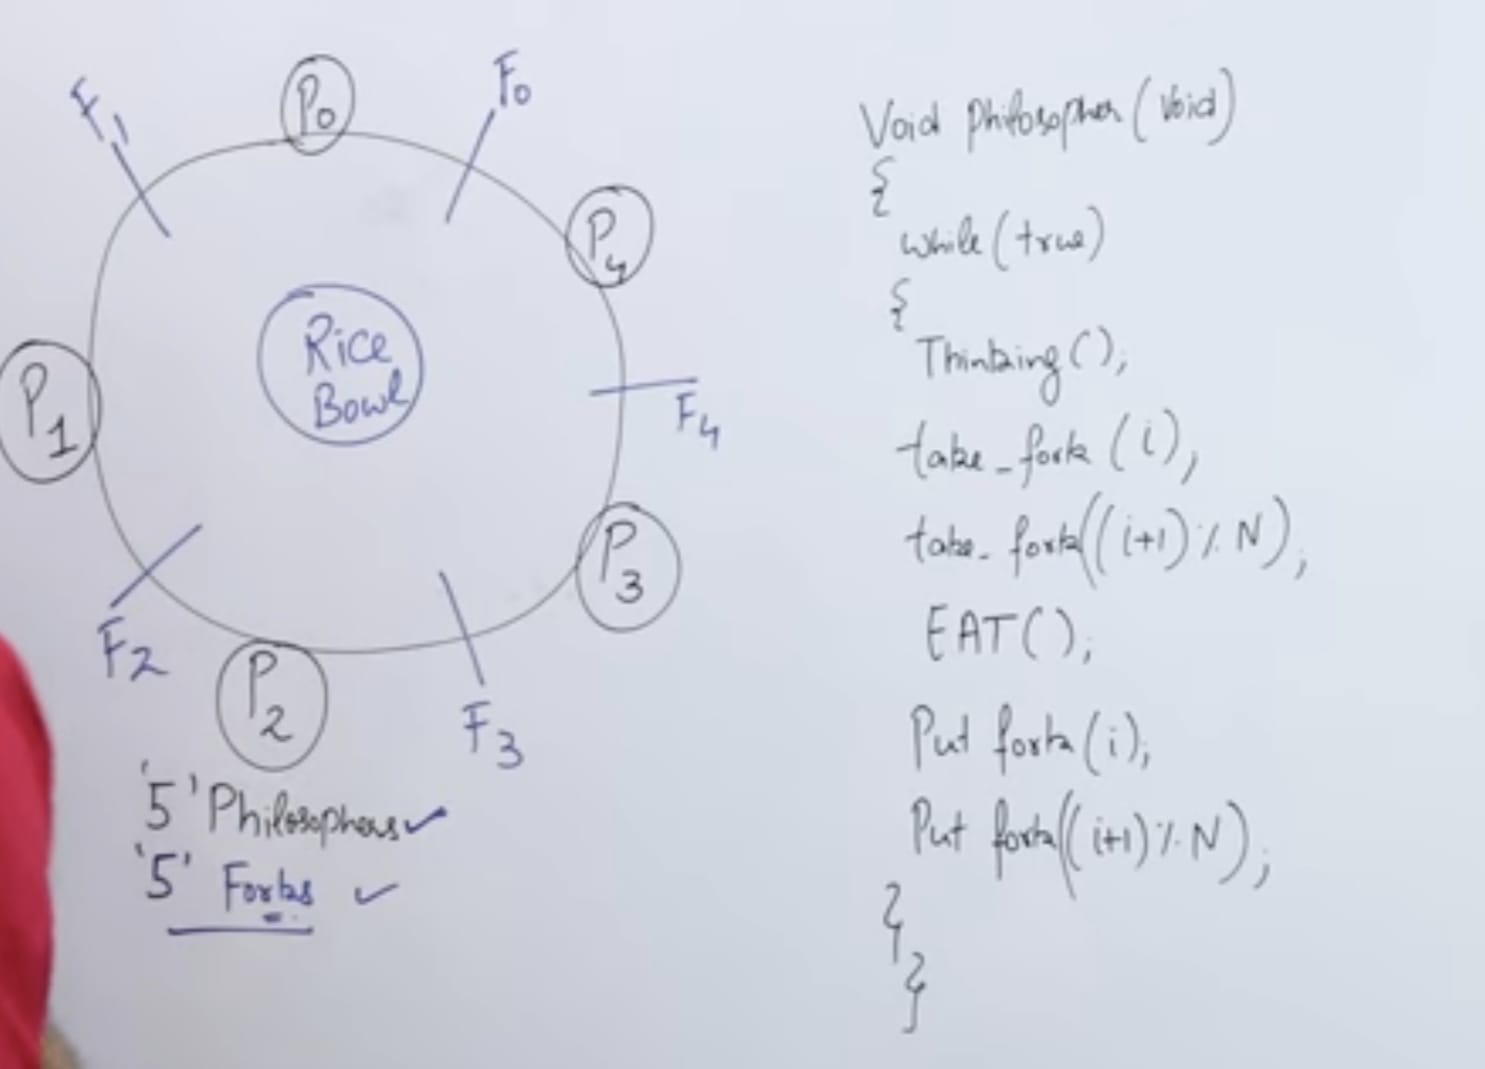 F0
P0
F1
P4
Rice
Bowl
P1
F4
P3
F2
P2
F3
'5' Philosophers ✓
'5' Forks ✓
Void Philosopher (Void)
{
while (true)
{
Thinking();
take_fork (i);
take_fork((i+1) % N);
EAT();
Put fork (i);
Put fork((i+1) % N);
}
}